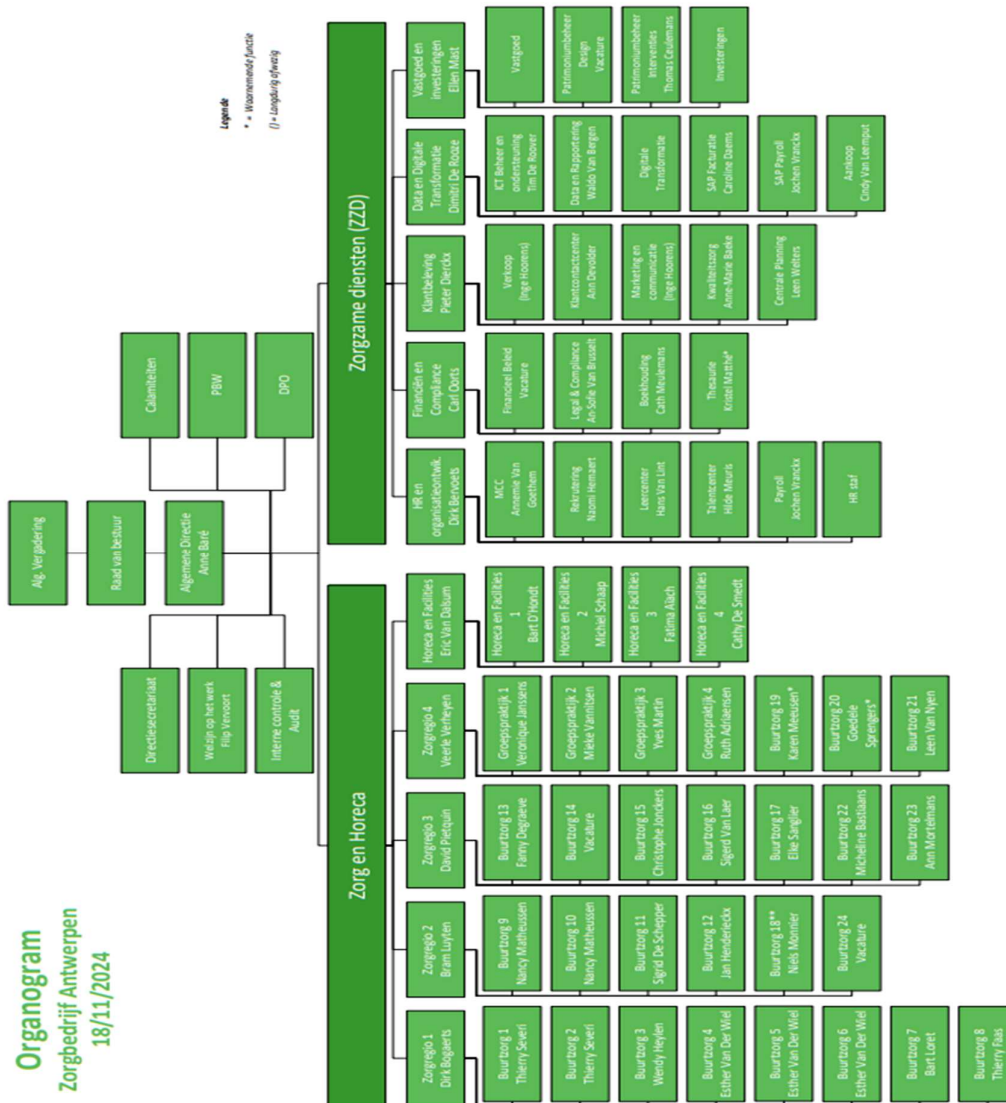 Organogram
Zorgbedrijf Antwerpen
18/11/2024
Alg. Vergadering
Raad van bestuur
Algemene Directie
Anne Baré
Directiesecretariaat
Welzijn op het werk
Filip Vervoort
Interne controle &
Audit
Calamiteiten
PBW
DPO
Legende
* = Waarnemende functie
() = Langdurig afwezig
Zorg en Horeca
Zorgregio 1
Dirk Bogaerts
Buurtzorg 1
Thierry Severi
Buurtzorg 2
Thierry Severi
Buurtzorg 3
Wendy Heylen
Buurtzorg 4
Esther Van Der Wiel
Buurtzorg 5
Esther Van Der Wiel
Buurtzorg 6
Esther Van Der Wiel
Buurtzorg 7
Bart Loret
Buurtzorg 8
Thierry Faas
Zorgregio 2
Bram Luyten
Buurtzorg 9
Nancy Matheussen
Buurtzorg 10
Nancy Matheussen
Buurtzorg 11
Sigrid De Schepper
Buurtzorg 12
Jan Henderieckx
Buurtzorg 18**
Niels Monnier
Buurtzorg 24
Vacature
Zorgregio 3
David Pietquin
Buurtzorg 13
Fanny Degraeve
Buurtzorg 14
Vacature
Buurtzorg 15
Christophe Jonckers
Buurtzorg 16
Sigerd Van Laer
Buurtzorg 17
Elke Sanglier
Buurtzorg 22
Micheline Bastiaans
Buurtzorg 23
Ann Mortelmans
Zorgregio 4
Veerle Verheyen
Groepspraktijk 1
Veronique Janssens
Groepspraktijk 2
Mieke Vannitsen
Groepspraktijk 3
Yves Martin
Groepspraktijk 4
Ruth Adriaensen
Buurtzorg 19
Karen Meeusen*
Buurtzorg 20
Goedele
Sprengers*
Buurtzorg 21
Leen Van Nyen
Horeca en Facilities
Eric Van Dalsum
Horeca en Facilities
1
Bart D'Hondt
Horeca en Facilities
2
Michiel Schaap
Horeca en Facilities
3
Fatima Aiach
Horeca en Facilities
4
Cathy De Smedt
Zorgzame diensten (ZZD)
HR en
organisatieontwik.
Dirk Bervoets
MCC
Annemie Van
Goethem
Rekrutering
Naomi Hemaert
Leercenter
Hans Van Lint
Talentcenter
Hilde Meuris
Payroll
Jochen Vranckx
HR staf
Financiën en
Compliance
Carl Oorts
Financieel Beleid
Vacature
Legal & Compliance
An-Sofie Van Brusselt
Boekhouding
Cath Meulemans
Thesaurie
Kristel Matthé*
Klantbeleving
Pieter Dierckx
Verkoop
(Inge Hoorens)
Klantcontactcenter
Ann Devolder
Marketing en
communicatie
(Inge Hoorens)
Kwaliteitszorg
Anne-Marie Baeke
Centrale Planning
Leen Welters
Data en Digitale
Transformatie
Dimitri De Rooze
ICT Beheer en
ondersteuning
Tim De Roover
Data en Rapportering
Waldo Van Bergen
Digitale
Transformatie
SAP Facturatie
Caroline Daems
SAP Payroll
Jochen Vranckx
Aankoop
Cindy Van Leemput
Vastgoed en
investeringen
Ellen Mast
Vastgoed
Patrimoniumbeheer
Design
Vacature
Patrimoniumbeheer
Interventies
Thomas Ceulemans
Investeringen